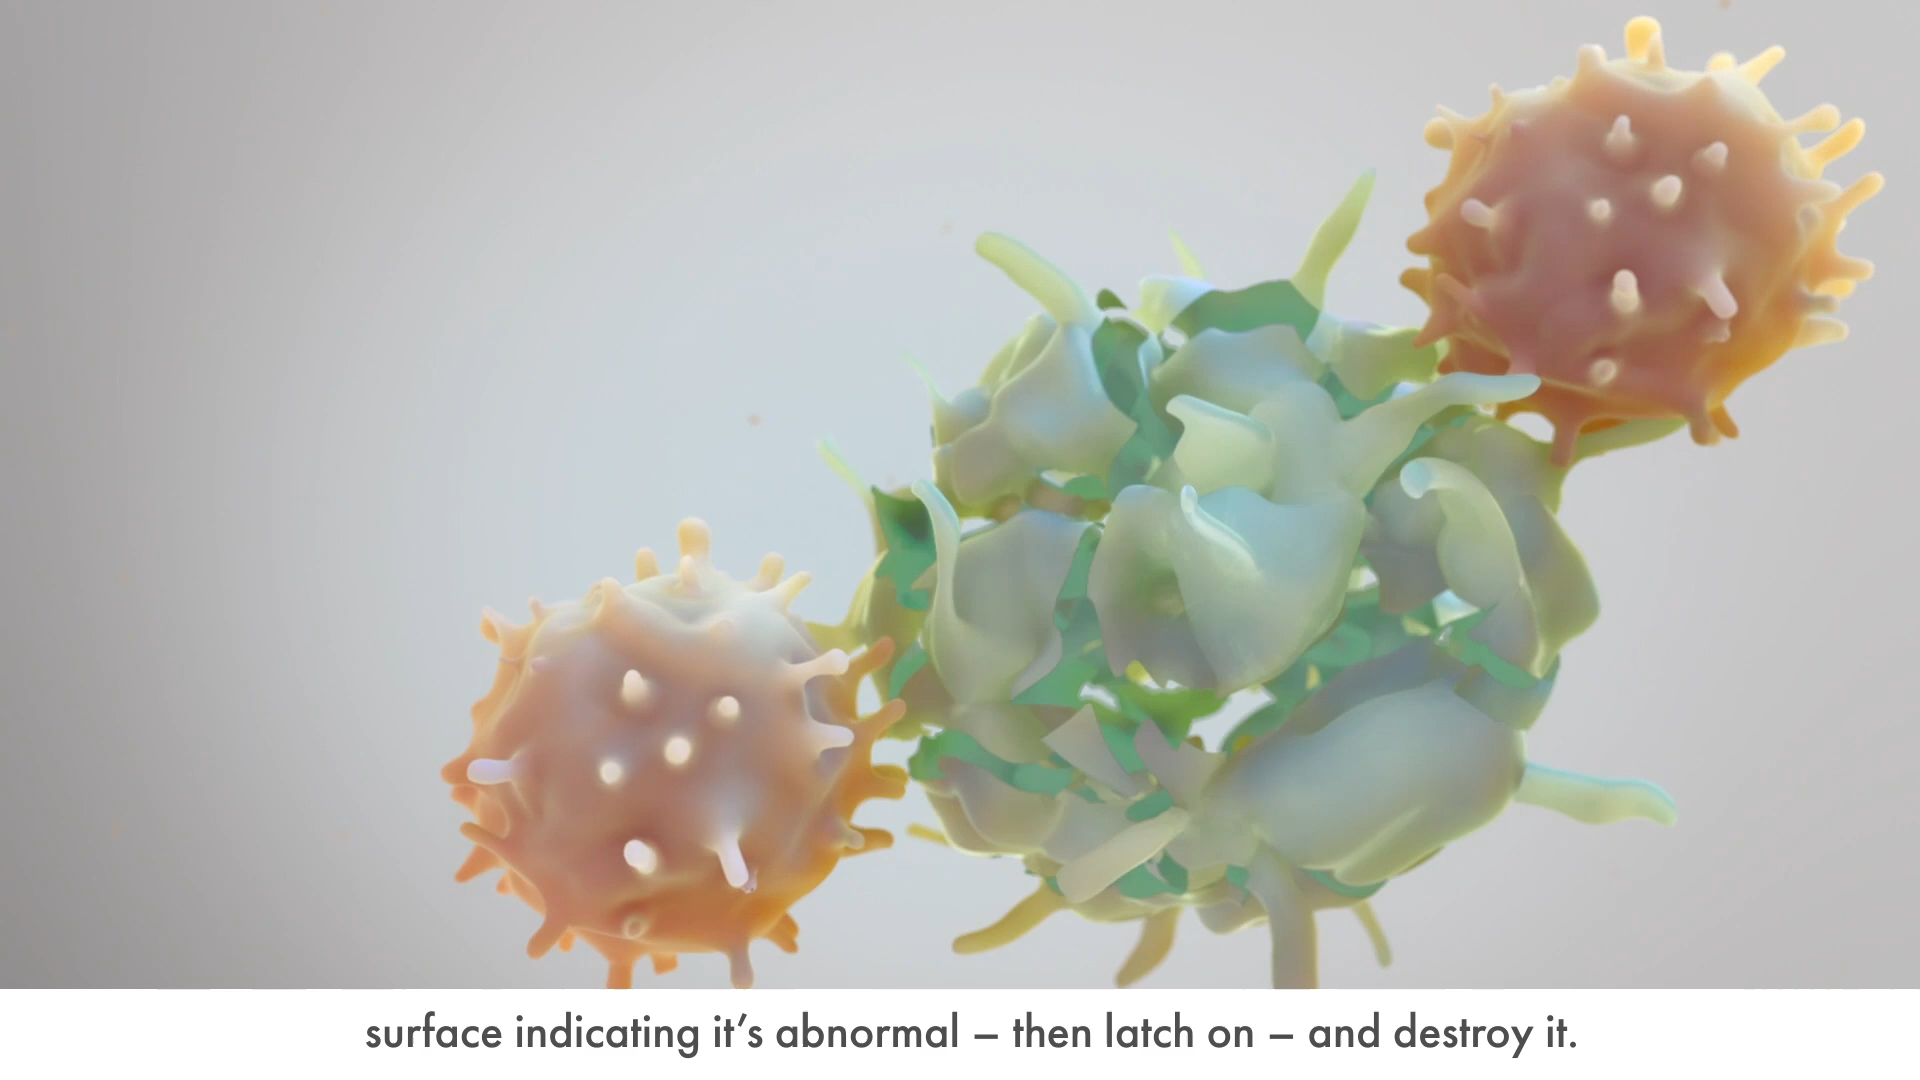 surface indicating it’s abnormal – then latch on – and destroy it.